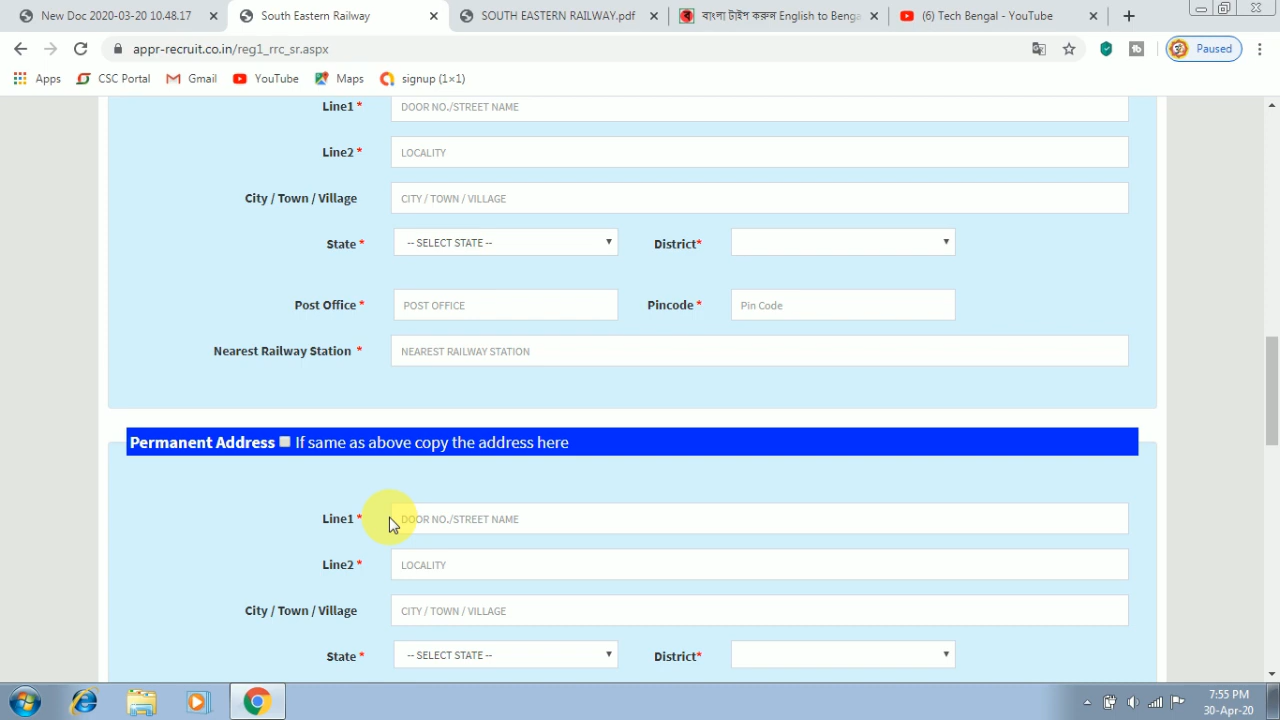 New Doc 2020-03-20 10.48.17
South Eastern Railway
SOUTH EASTERN RAILWAY.pdf
বাংলা টাইপ করুন English to Benga
(6) Tech Bengal - YouTube
appr-recruit.co.in/reg1_rrc_sr.aspx
Paused
Apps
CSC Portal
Gmail
YouTube
Maps
signup (1×1)
Line1 *
DOOR NO./STREET NAME
Line2 *
LOCALITY
City / Town / Village
CITY / TOWN / VILLAGE
State *
-- SELECT STATE --
District*
Post Office *
POST OFFICE
Pincode *
Pin Code
Nearest Railway Station *
NEAREST RAILWAY STATION
Permanent Address If same as above copy the address here
Line1 *
DOOR NO./STREET NAME
Line2 *
LOCALITY
City / Town / Village
CITY / TOWN / VILLAGE
State *
-- SELECT STATE --
District*
7:55 PM
30-Apr-20